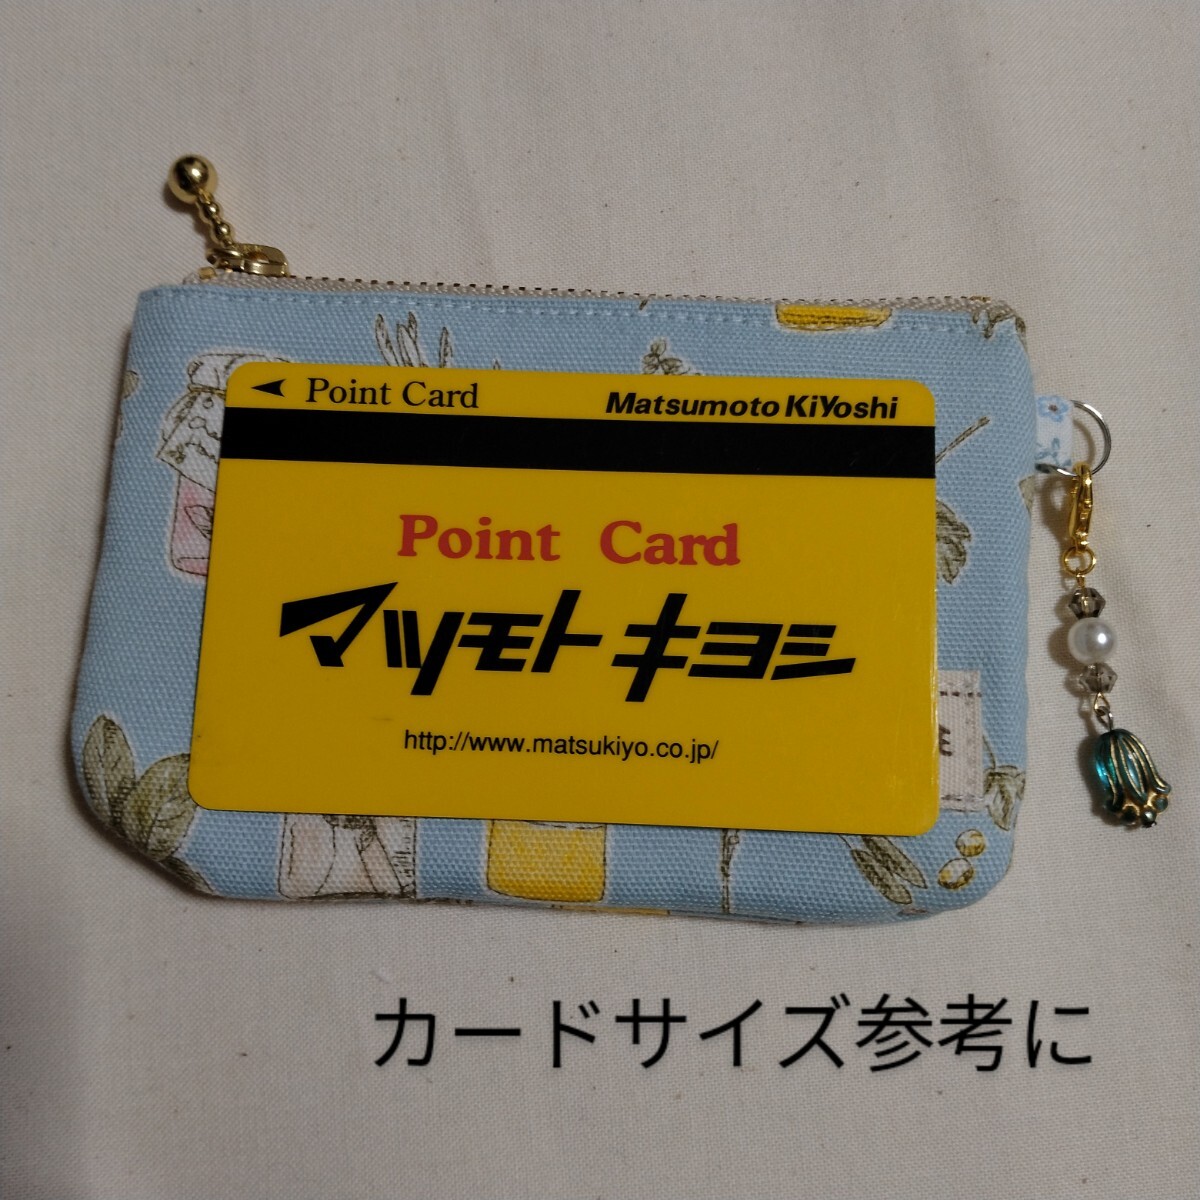 Point Card
Matsumoto KiYoshi
Point Card
マツモトキヨシ
http://www.matsukiyo.co.jp/
カードサイズ参考に